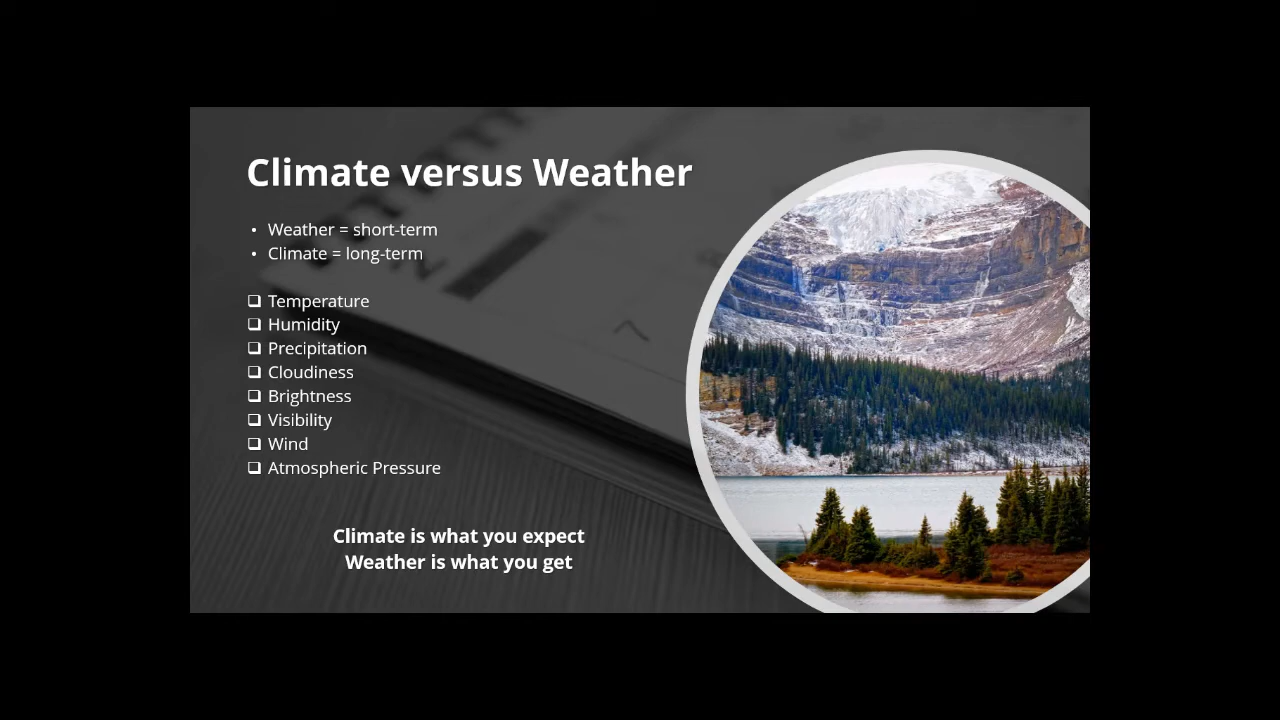 Climate versus Weather
• Weather = short-term
• Climate = long-term
❑ Temperature
❑ Humidity
❑ Precipitation
❑ Cloudiness
❑ Brightness
❑ Visibility
❑ Wind
❑ Atmospheric Pressure
Climate is what you expect
Weather is what you get